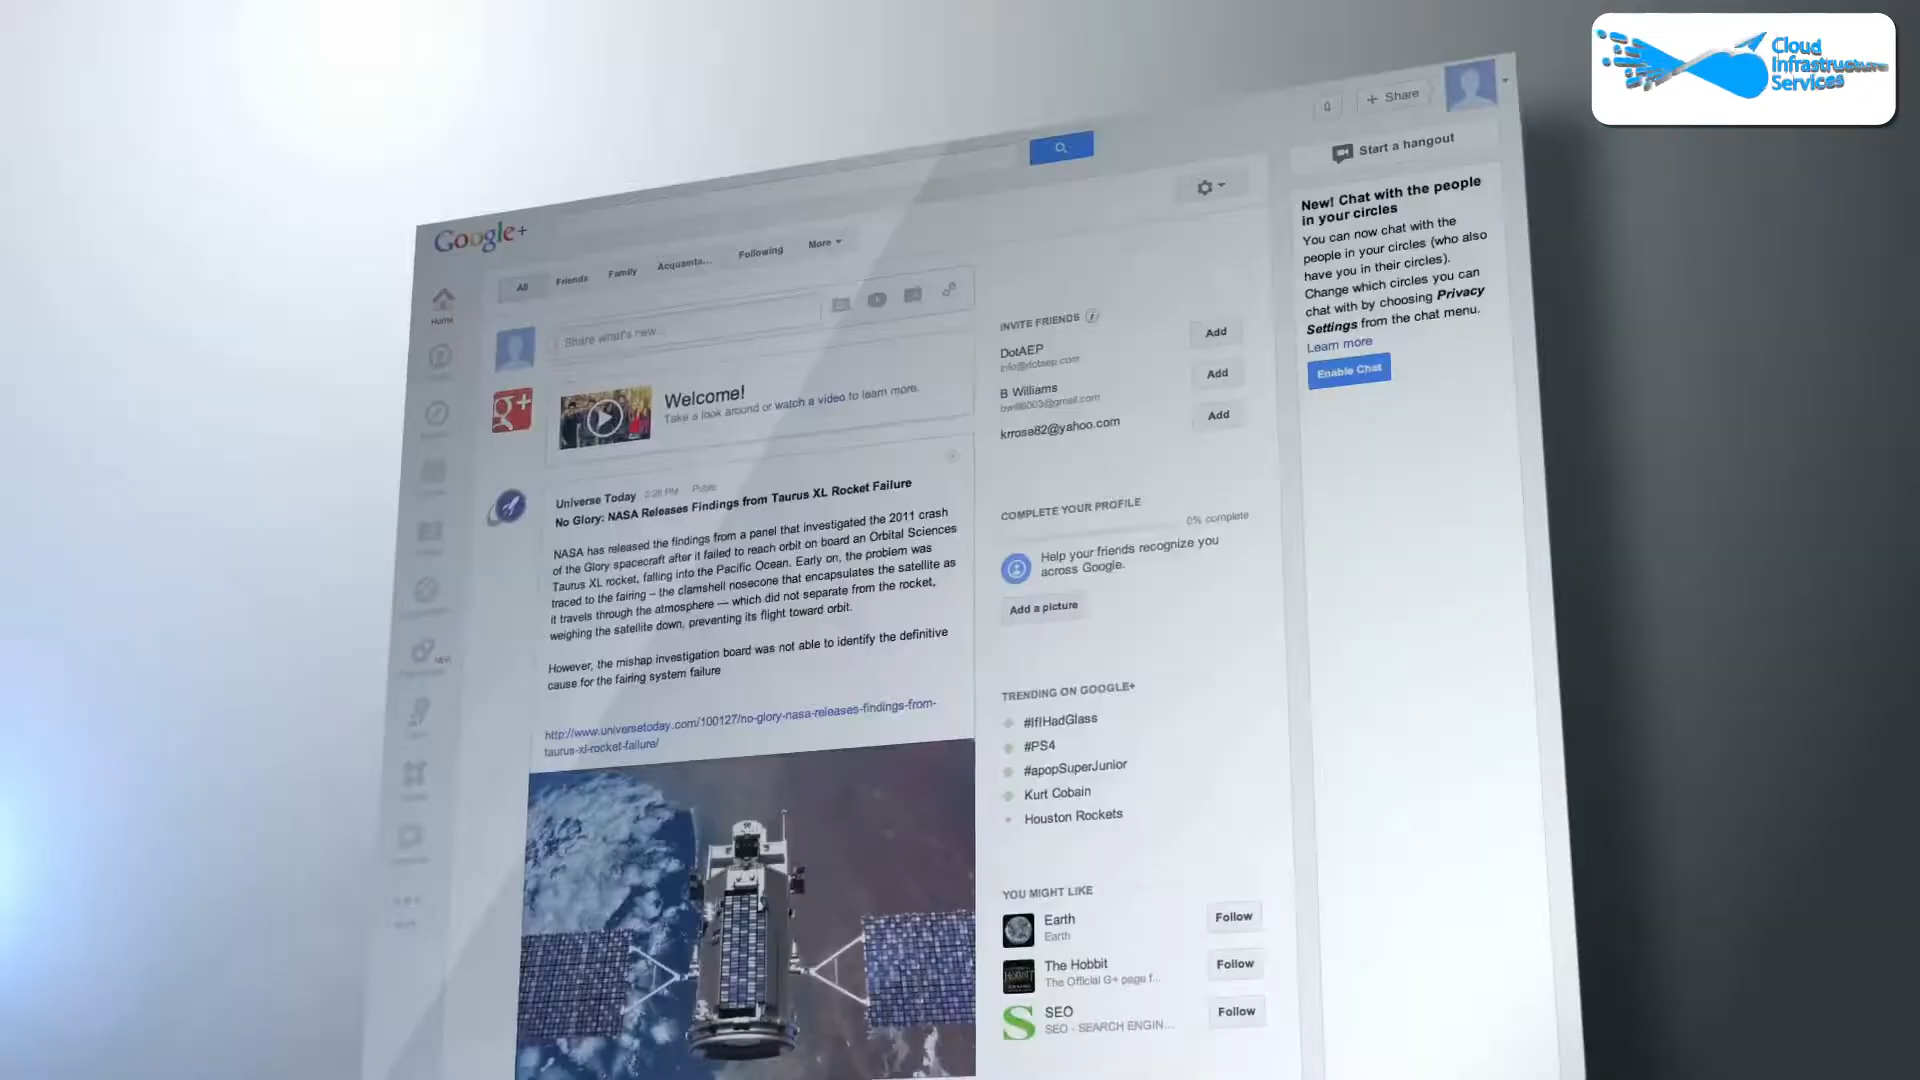 Cloud
Infrastructure
Services
+ Share
Start a hangout
Google+
All
Friends
Family
Acquainta...
Following
More
Home
Share what's new...
Welcome!
Take a look around or watch a video to learn more.
Universe Today 5:28 PM Public
No Glory: NASA Releases Findings from Taurus XL Rocket Failure
NASA has released the findings from a panel that investigated the 2011 crash
of the Glory spacecraft after it failed to reach orbit on board an Orbital Sciences
Taurus XL rocket, falling into the Pacific Ocean. Early on, the problem was
traced to the fairing – the clamshell nosecone that encapsulates the satellite as
it travels through the atmosphere — which did not separate from the rocket,
weighing the satellite down, preventing its flight toward orbit.
However, the mishap investigation board was not able to identify the definitive
cause for the fairing system failure
http://www.universetoday.com/100127/no-glory-nasa-releases-findings-from-
taurus-xl-rocket-failure/
INVITE FRIENDS
DotAEP
info@dotaep.com
Add
B Williams
bwill6003@gmail.com
Add
krrose82@yahoo.com
Add
COMPLETE YOUR PROFILE
0% complete
Help your friends recognize you
across Google.
Add a picture
TRENDING ON GOOGLE+
#IfIHadGlass
#PS4
#apopSuperJunior
Kurt Cobain
Houston Rockets
YOU MIGHT LIKE
Earth
Earth
Follow
The Hobbit
The Official G+ page f...
Follow
SEO
SEO - SEARCH ENGIN...
Follow
New! Chat with the people
in your circles
You can now chat with the
people in your circles (who also
have you in their circles).
Change which circles you can
chat with by choosing Privacy
Settings from the chat menu.
Learn more
Enable Chat